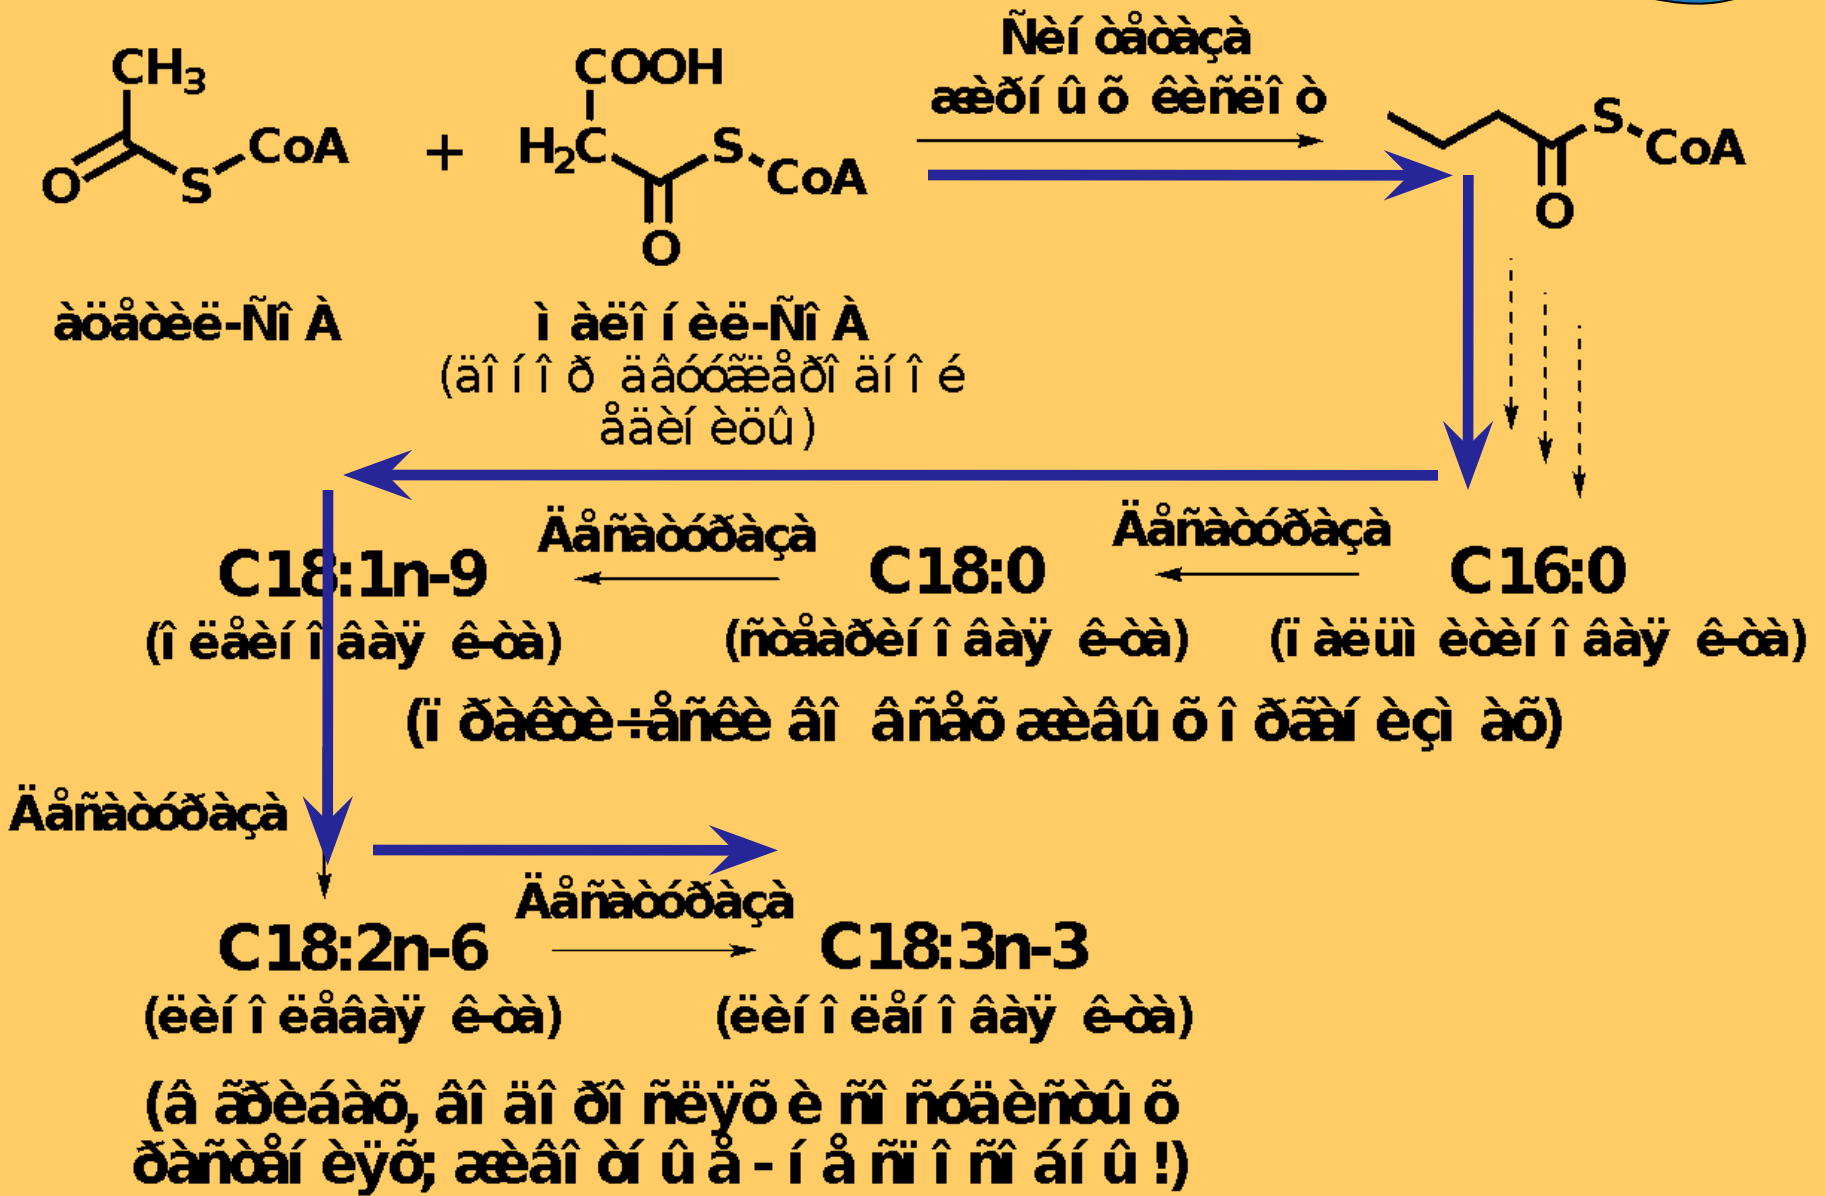 Ñèí òåòàçà
æèðí û õ êèñëî ò
CH3
COOH
O
S
CoA
+
H2C
S
CoA
O
S
CoA
O
àöåòèë-ÑîÀ
ì àëî í èë-ÑîÀ
(äî í î ð äâóóãëåðî äí î é
åäèí èöû)
Äåñàòóðàçà
Äåñàòóðàçà
C18:1n-9
C18:0
C16:0
(î ëåèí î âàÿ ê-òà)
(ñòåàðèí î âàÿ ê-òà)
(ï àëüì èòèí î âàÿ ê-òà)
(ï ðàêòè÷åñêè âî âñåõ æèâû õ î ðãàí èçì àõ)
Äåñàòóðàçà
Äåñàòóðàçà
C18:2n-6
C18:3n-3
(ëèí î ëåâàÿ ê-òà)
(ëèí î ëåí î âàÿ ê-òà)
(â ãðèáàõ, âî äî ðî ñëÿõ è ñî ñóäèñòû õ
ðàñòåí èÿõ; æèâî òí û å - í å ñï î ñî áí û !)